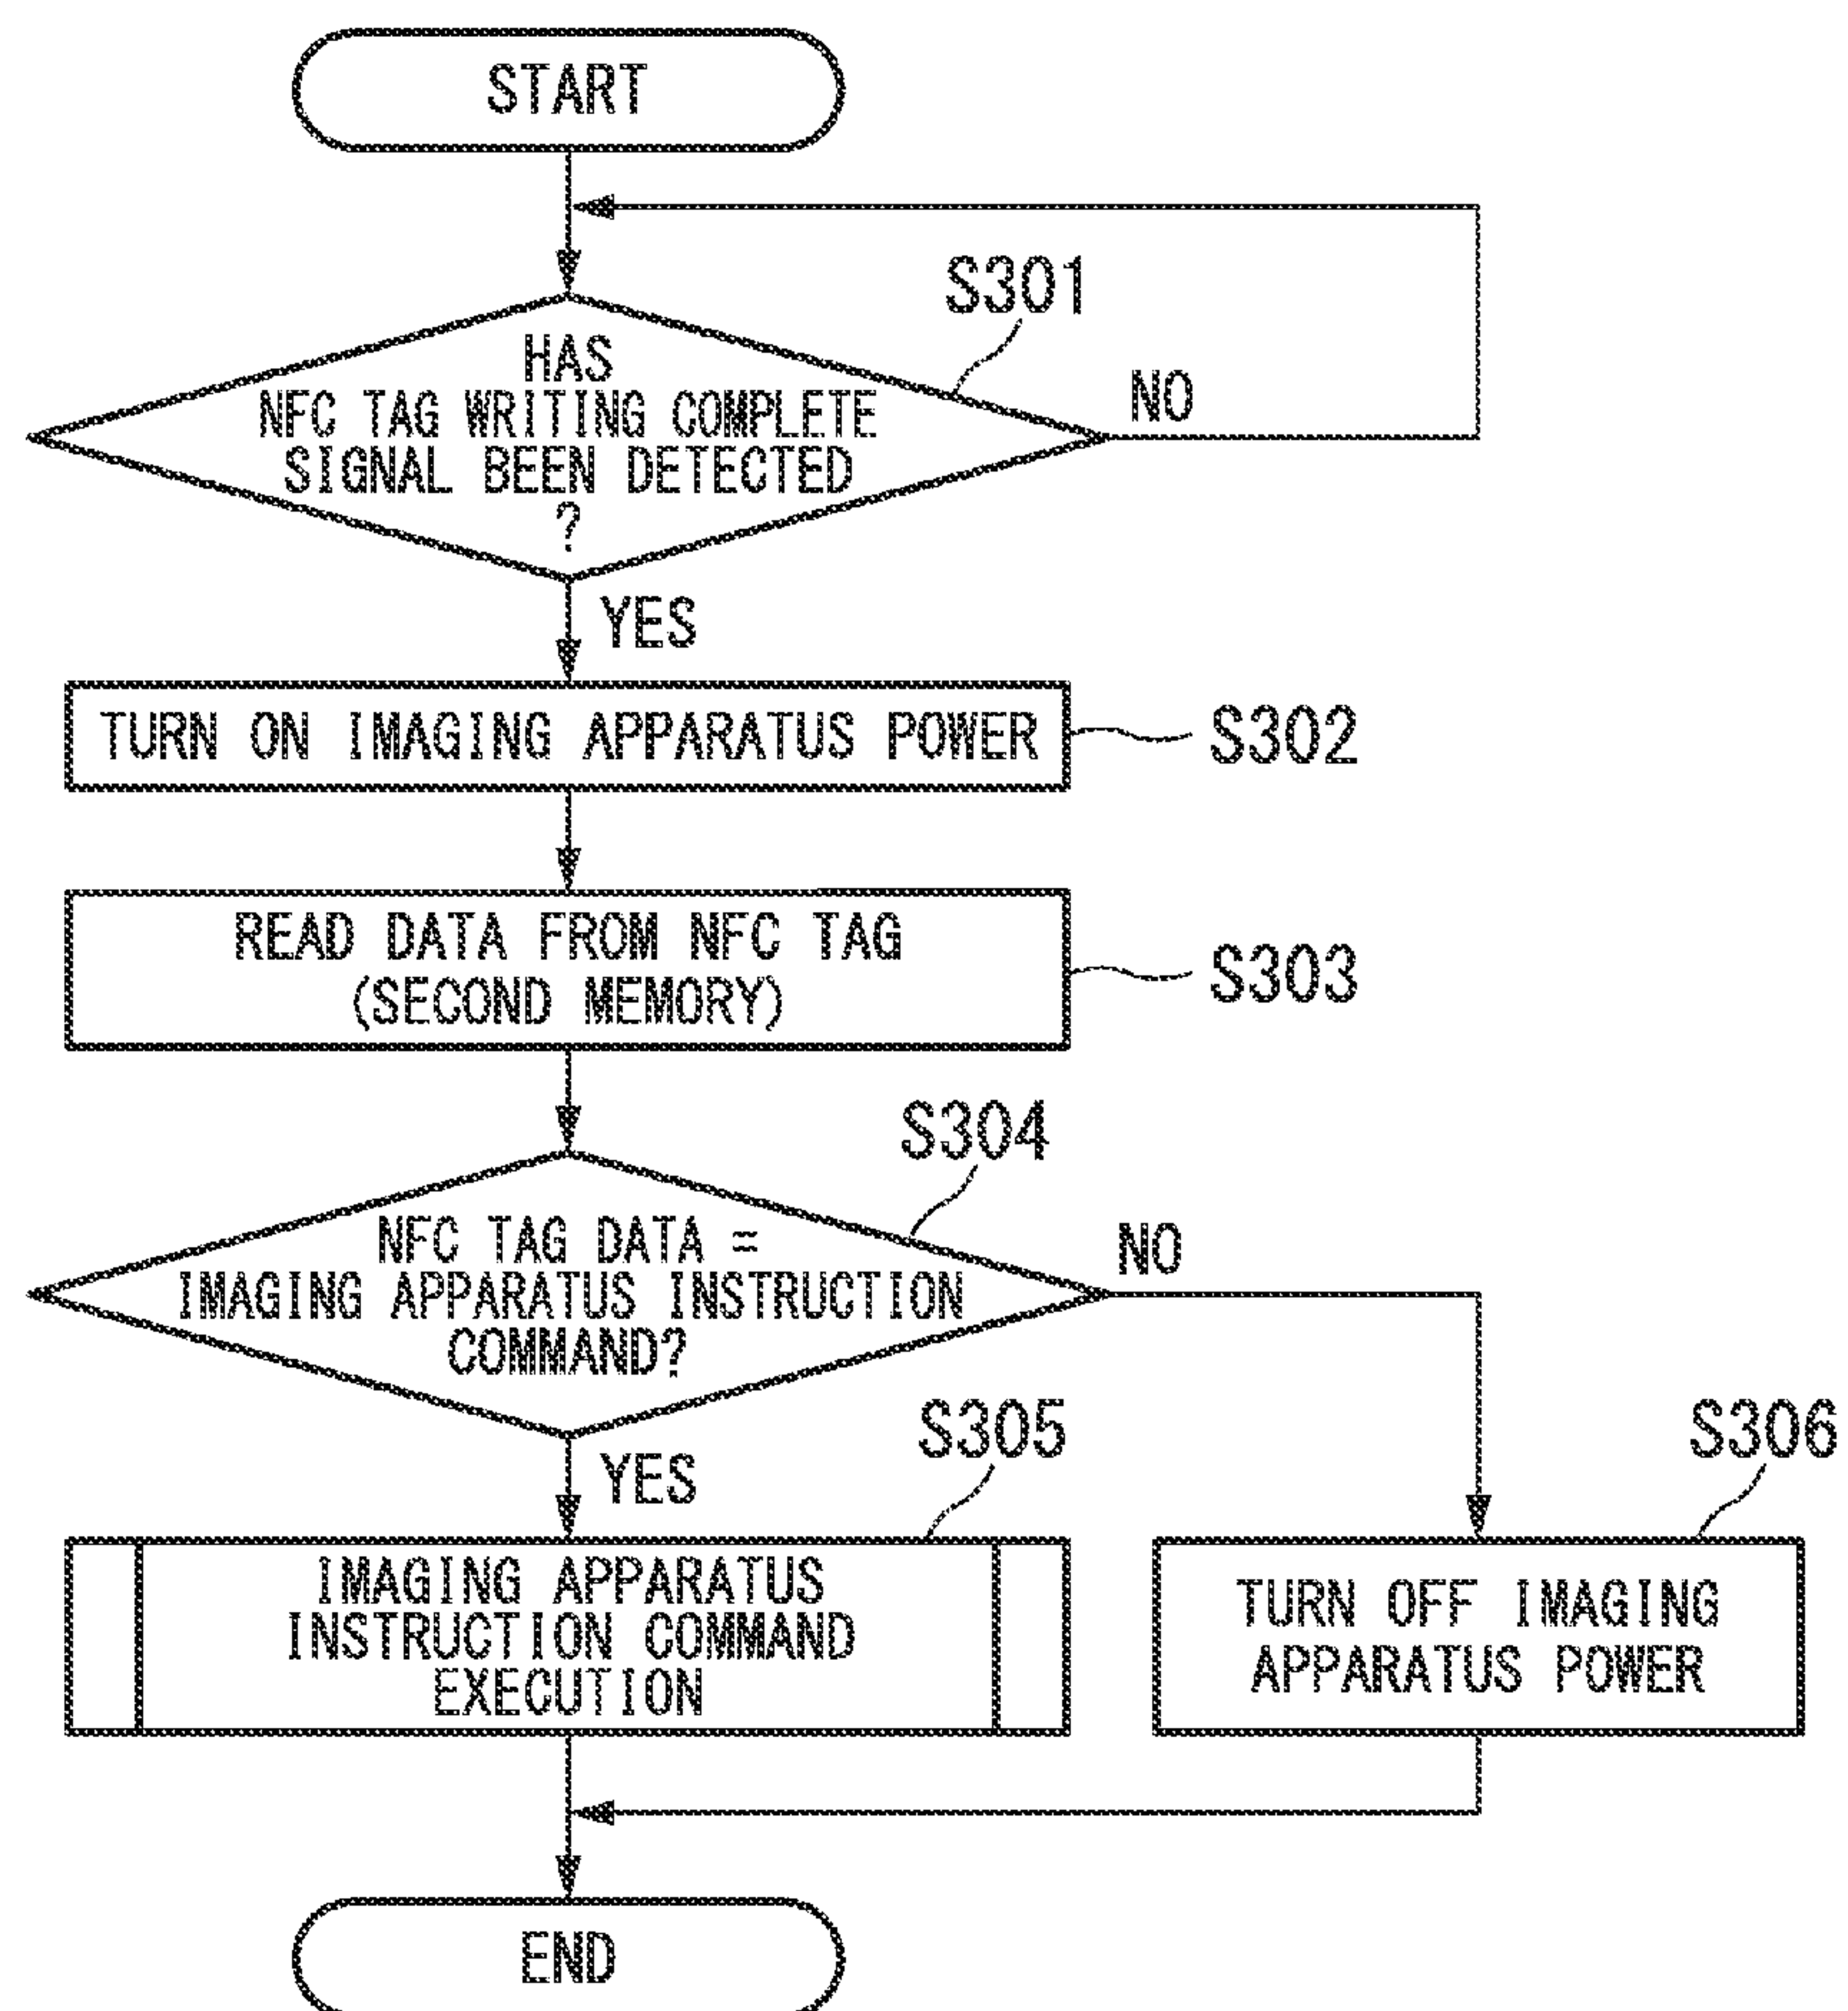 START
S301
HAS
NFC TAG WRITING COMPLETE
SIGNAL BEEN DETECTED
?
NO
YES
TURN ON IMAGING APPARATUS POWER
S302
READ DATA FROM NFC TAG
(SECOND MEMORY)
S303
S304
NFC TAG DATA =
IMAGING APPARATUS INSTRUCTION
COMMAND?
NO
YES
S305
S306
IMAGING APPARATUS
INSTRUCTION COMMAND
EXECUTION
TURN OFF IMAGING
APPARATUS POWER
END